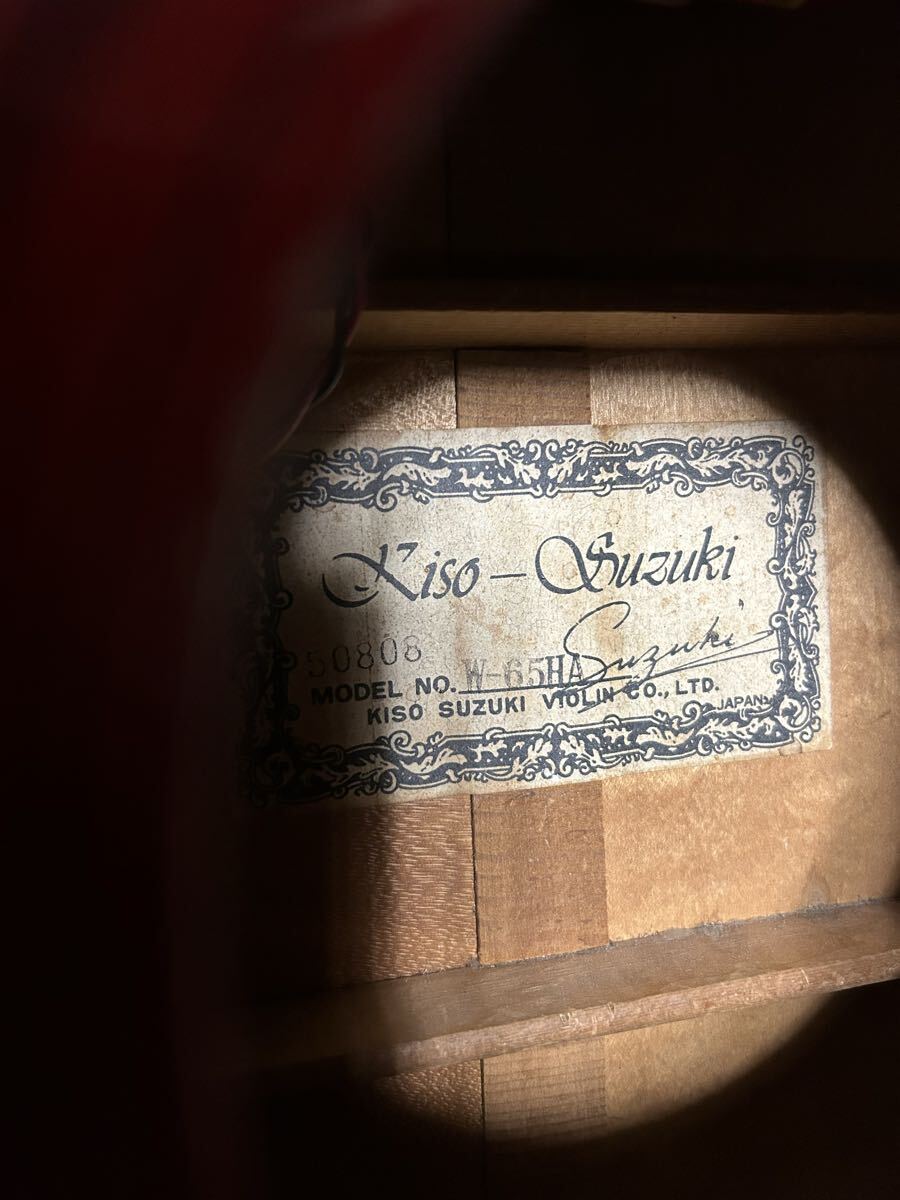 Kiso – Suzuki
Suzuki
50808
MODEL NO. W-65HA
KISO SUZUKI VIOLIN CO., LTD.
JAPAN